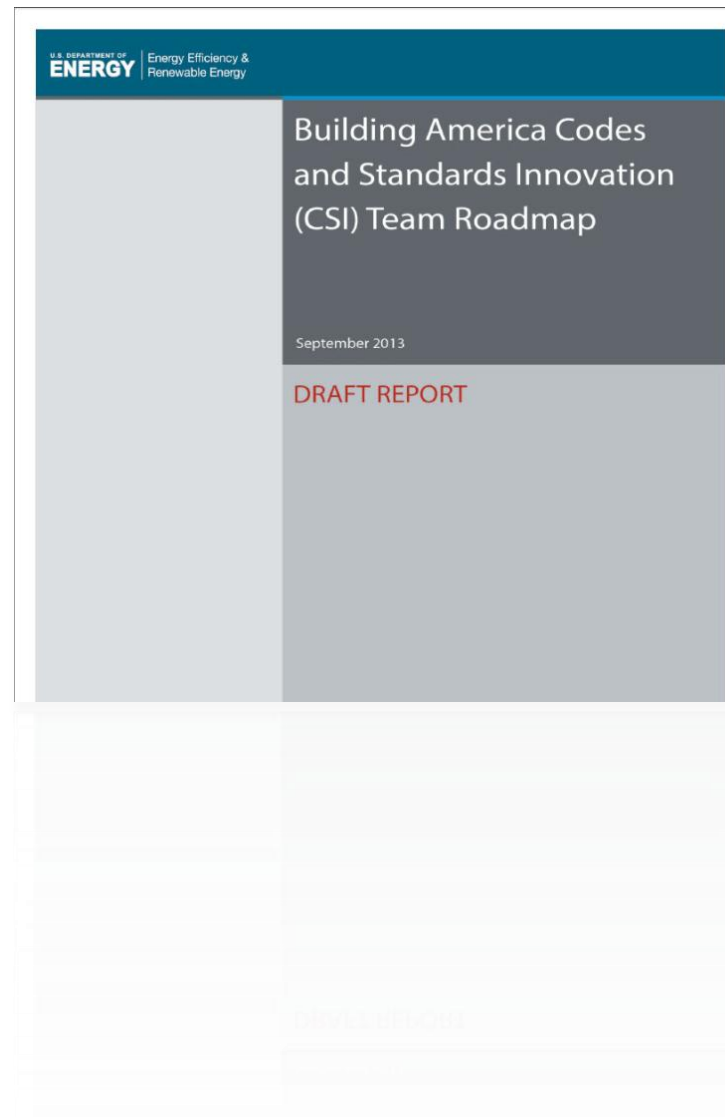 U.S. DEPARTMENT OF
ENERGY
Energy Efficiency &
Renewable Energy
Building America Codes
and Standards Innovation
(CSI) Team Roadmap
September 2013
DRAFT REPORT